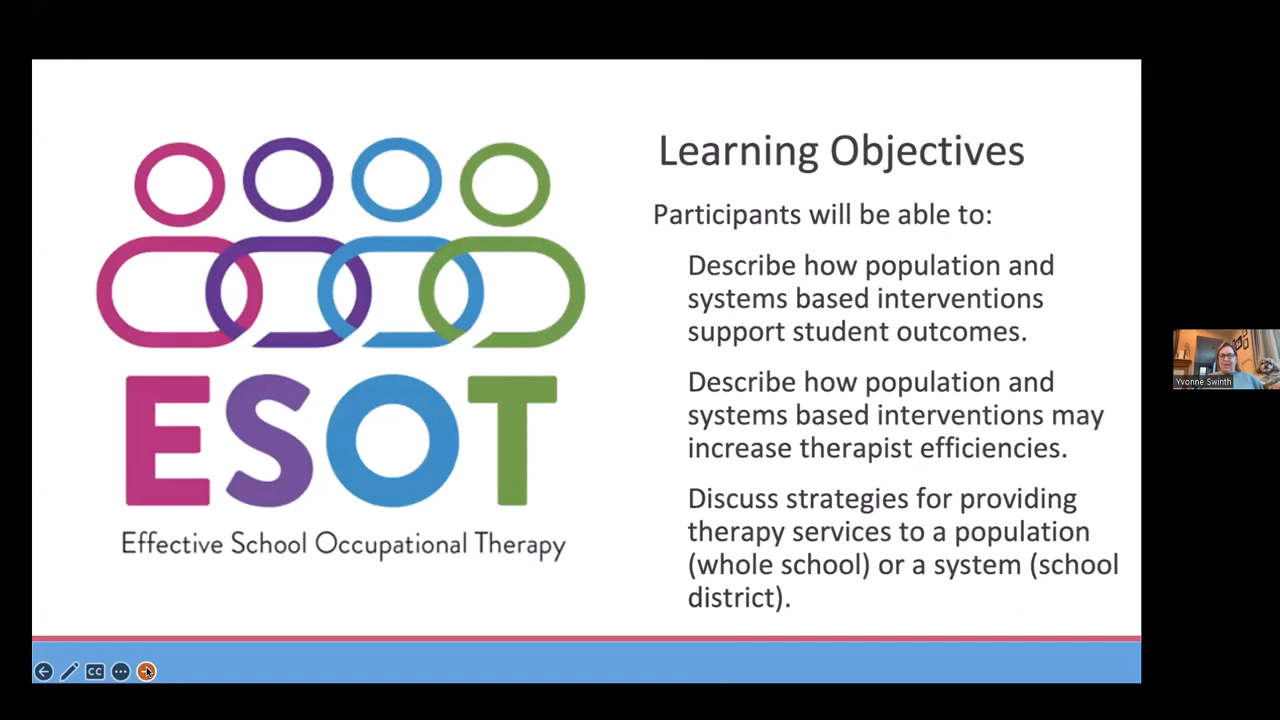 ESOT
Effective School Occupational Therapy
Learning Objectives
Participants will be able to:
Describe how population and
systems based interventions
support student outcomes.
Describe how population and
systems based interventions may
increase therapist efficiencies.
Discuss strategies for providing
therapy services to a population
(whole school) or a system (school
district).
CC
Yvonne Swinth